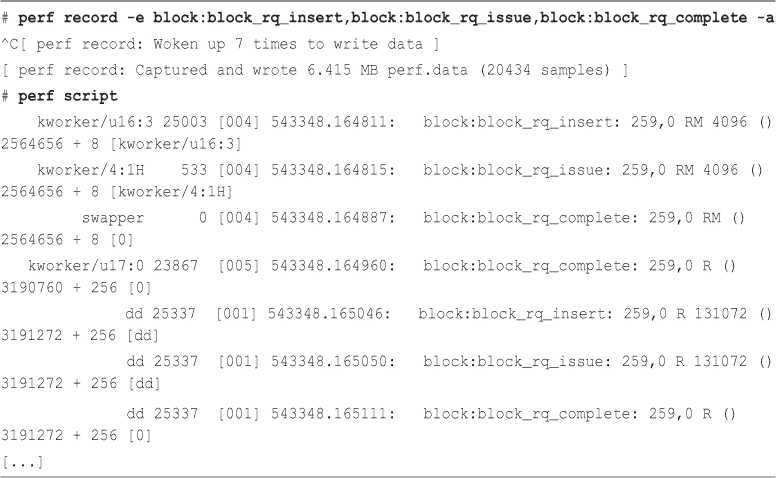 # perf record -e block:block_rq_insert,block:block_rq_issue,block:block_rq_complete -a
^C[ perf record: Woken up 7 times to write data ]
[ perf record: Captured and wrote 6.415 MB perf.data (20434 samples) ]
# perf script
kworker/u16:3 25003 [004] 543348.164811: block:block_rq_insert: 259,0 RM 4096 ()
2564656 + 8 [kworker/u16:3]
kworker/4:1H 533 [004] 543348.164815: block:block_rq_issue: 259,0 RM 4096 ()
2564656 + 8 [kworker/4:1H]
swapper 0 [004] 543348.164887: block:block_rq_complete: 259,0 RM ()
2564656 + 8 [0]
kworker/u17:0 23867 [005] 543348.164960: block:block_rq_complete: 259,0 R ()
3190760 + 256 [0]
dd 25337 [001] 543348.165046: block:block_rq_insert: 259,0 R 131072 ()
3191272 + 256 [dd]
dd 25337 [001] 543348.165050: block:block_rq_issue: 259,0 R 131072 ()
3191272 + 256 [dd]
dd 25337 [001] 543348.165111: block:block_rq_complete: 259,0 R ()
3191272 + 256 [0]
[...]